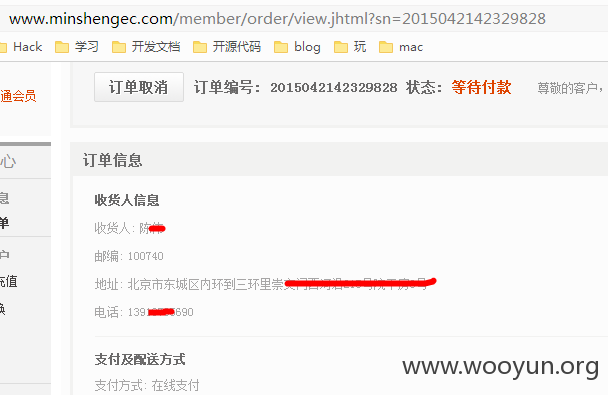 www.minshengec.com/member/order/view.jhtml?sn=2015042142329828
Hack 学习 开发文档 开源代码 blog 玩 mac
通会员
订单取消 订单编号: 2015042142329828 状态: 等待付款 尊敬的客户,
心
订单信息
息
收货人信息
单
收货人: 陈
户
邮编: 100740
充值
地址: 北京市东城区内环到三环里崇
换
电话: 1391 690
支付及配送方式
支付方式: 在线支付
www.wooyun.org